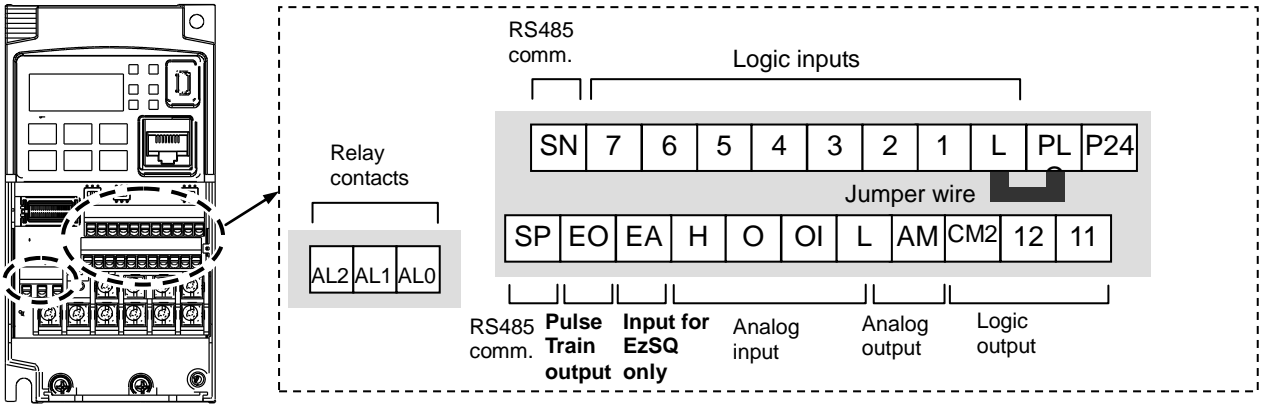 RS485
comm.
Logic inputs
SN 7 6 5 4 3 2 1 L PL P24
Relay
contacts
Jumper wire
SP EO EA H O OI L AM CM2 12 11
AL2 AL1 AL0
RS485
comm.
Pulse
Train
output
Input for
EzSQ
only
Analog
input
Analog
output
Logic
output